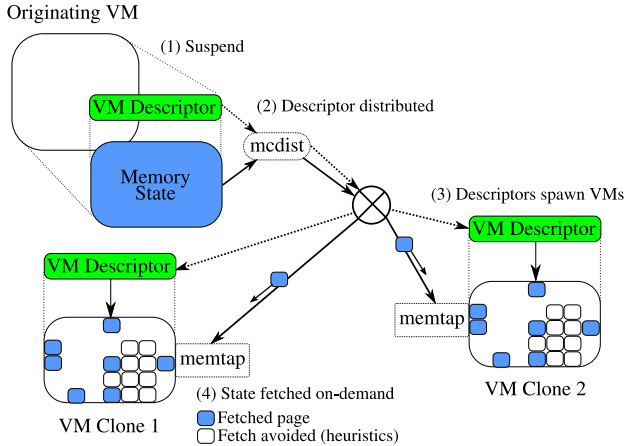 Originating VM
(1) Suspend
VM Descriptor
(2) Descriptor distributed
mcdist
Memory
State
(3) Descriptors spawn VMs
VM Descriptor
VM Descriptor
memtap
memtap
(4) State fetched on-demand
VM Clone 2
VM Clone 1
Fetched page
Fetch avoided (heuristics)